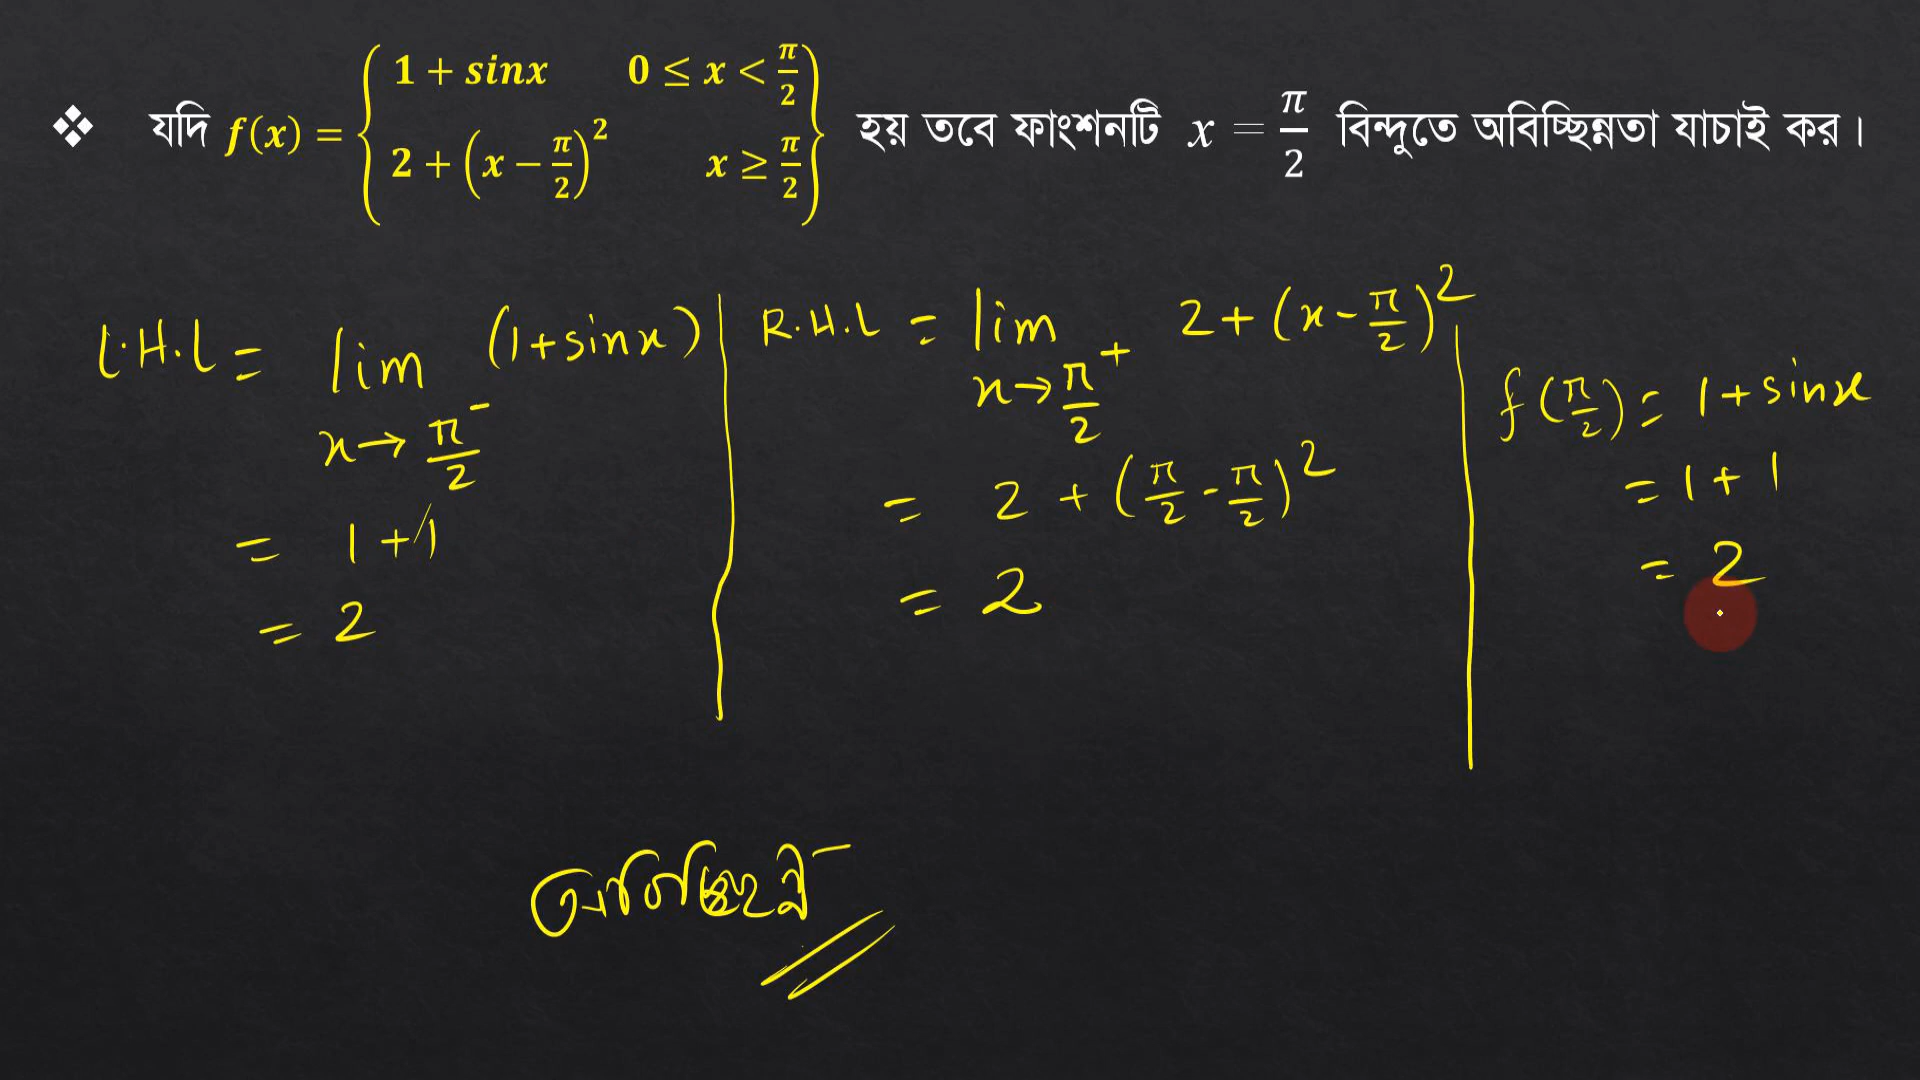 ❖ যদি f(x) = { 1 + sinx 0 ≤ x < π/2
2 + (x − π/2)² x ≥ π/2 } হয় তবে ফাংশনটি x = π/2 বিন্দুতে অবিচ্ছিন্নতা যাচাই কর।
L.H.L = lim x→π/2⁻ (1+sinx)
= 1+1
= 2
R.H.L = lim x→π/2⁺ 2+(x-π/2)²
= 2 + (π/2-π/2)²
= 2
f(π/2) = 1+sinx
= 1+1
= 2
অবিচ্ছিন্ন